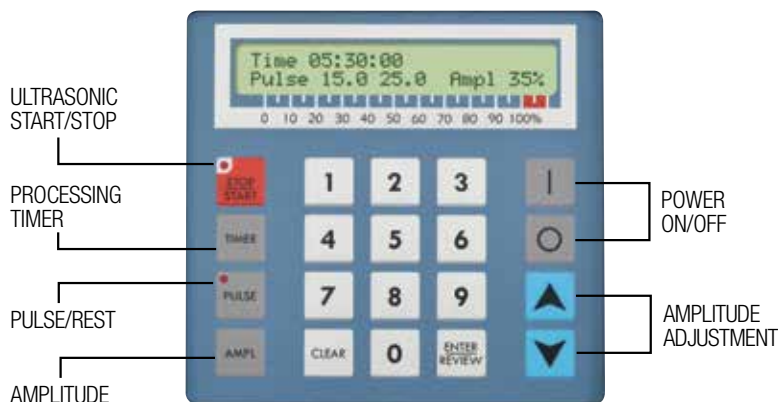 Time 05:30:00
Pulse 15.0 25.0 Ampl 35%
0 10 20 30 40 50 60 70 80 90 100%
ULTRASONIC
START/STOP
STOP
START
1 2 3 |
PROCESSING
TIMER
POWER
ON/OFF
TIMER 4 5 6 O
PULSE 7 8 9
PULSE/REST
AMPLITUDE
ADJUSTMENT
AMPL CLEAR 0 ENTER
REVIEW
AMPLITUDE